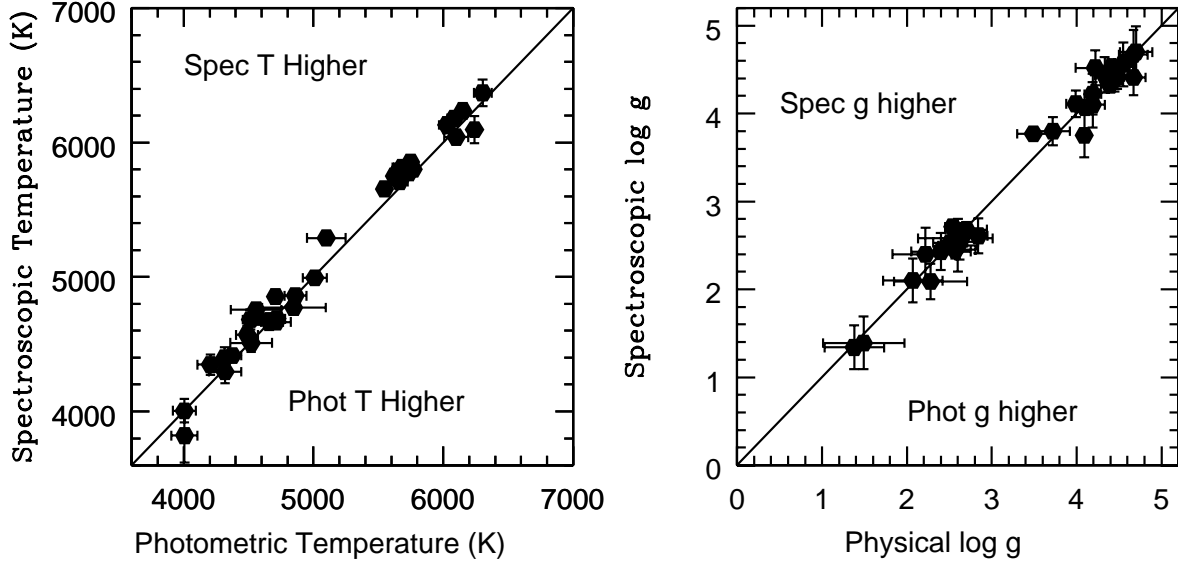 7000
6000
5000
4000
Spectroscopic Temperature (K)
Spec T Higher
Phot T Higher
4000 5000 6000 7000
Photometric Temperature (K)
5
4
3
2
1
0
Spectroscopic log g
Spec g higher
Phot g higher
0 1 2 3 4 5
Physical log g